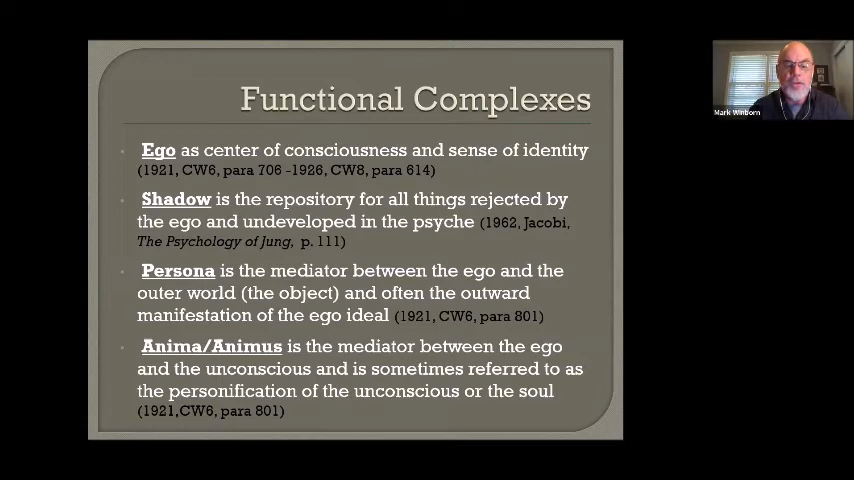 Functional Complexes
Ego as center of consciousness and sense of identity
(1921, CW6, para 706 -1926, CW8, para 614)
Shadow is the repository for all things rejected by
the ego and undeveloped in the psyche (1962, Jacobi,
The Psychology of Jung, p. 111)
Persona is the mediator between the ego and the
outer world (the object) and often the outward
manifestation of the ego ideal (1921, CW6, para 801)
Anima/Animus is the mediator between the ego
and the unconscious and is sometimes referred to as
the personification of the unconscious or the soul
(1921,CW6, para 801)
Mark Winborn